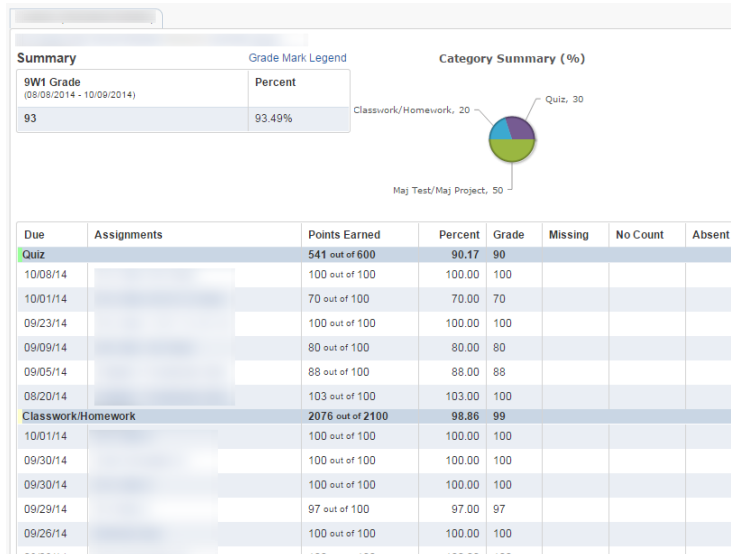 Summary
Grade Mark Legend
Category Summary (%)
9W1 Grade
(08/08/2014 - 10/09/2014)
Percent
93
93.49%
Quiz, 30
Classwork/Homework, 20
Maj Test/Maj Project, 50
Due Assignments Points Earned Percent Grade Missing No Count Absent
Quiz 541 out of 600 90.17 90
10/08/14 100 out of 100 100.00 100
10/01/14 70 out of 100 70.00 70
09/23/14 100 out of 100 100.00 100
09/09/14 80 out of 100 80.00 80
09/05/14 88 out of 100 88.00 88
08/20/14 103 out of 100 103.00 103
Classwork/Homework 2076 out of 2100 98.86 99
10/01/14 100 out of 100 100.00 100
09/30/14 100 out of 100 100.00 100
09/30/14 100 out of 100 100.00 100
09/29/14 97 out of 100 97.00 97
09/26/14 100 out of 100 100.00 100